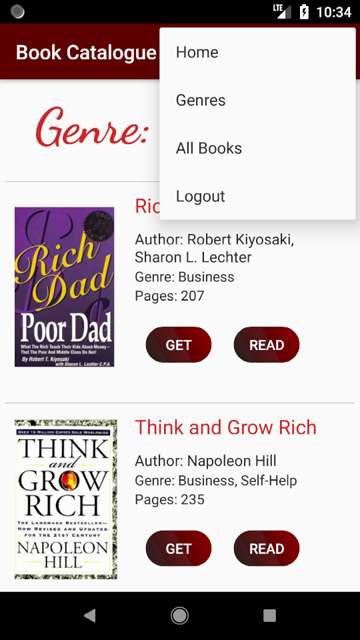 LTE 10:34
Book Catalogue
Home
Genres
All Books
Logout
Genre:
Ric
Rich
Dad
Poor Dad
What The Rich Teach Their Kids About Money—
That The Poor And Middle Class Do Not!
By Robert T. Kiyosaki
with Sharon L. Lechter C.P.A.
Author: Robert Kiyosaki,
Sharon L. Lechter
Genre: Business
Pages: 207
GET
READ
THINK
and
GROW
RICH
THE LANDMARK BESTSELLER—
NOW REVISED AND UPDATED
FOR THE 21ST CENTURY
NAPOLEON
HILL
Think and Grow Rich
Author: Napoleon Hill
Genre: Business, Self-Help
Pages: 235
GET
READ